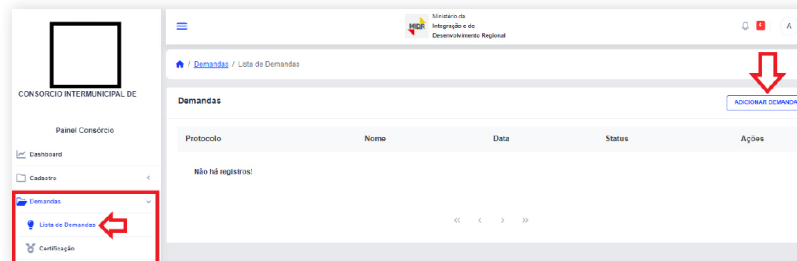 MIDR
Ministério da
Integração e do
Desenvolvimento Regional
A
/ Demandas / Lista de Demandas
CONSORCIO INTERMUNICIPAL DE
Painel Consórcio
Dashboard
Cadastro
Demandas
Lista de Demandas
Certificação
Demandas
ADICIONAR DEMANDA
Protocolo Nome Data Status Ações
Não há registros!
<< < > >>